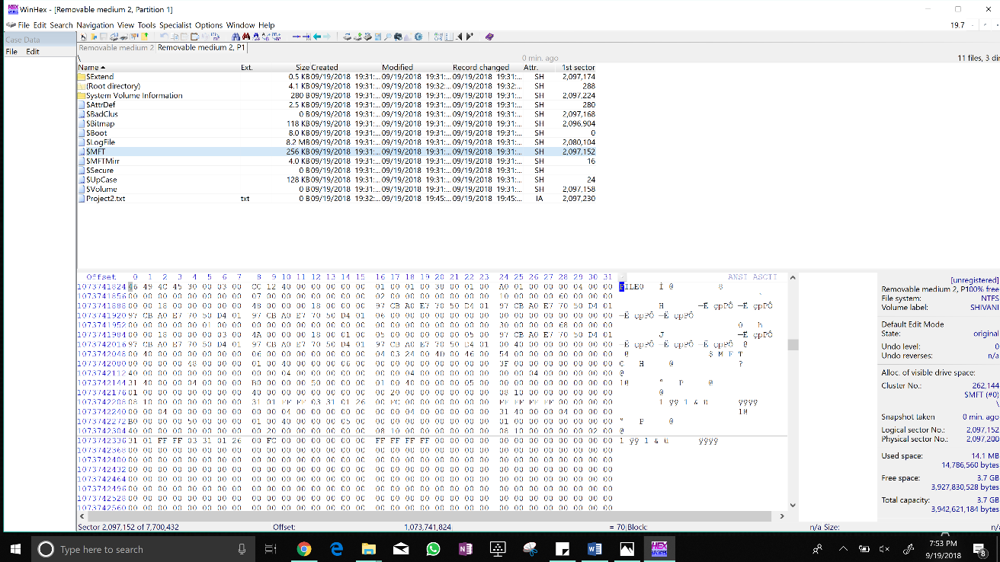 WinHex - [Removable medium 2, Partition 1]
File Edit Search Navigation View Tools Specialist Options Window Help
19.7
Case Data
File Edit
Removable medium 2 Removable medium 2, P1
\ 0 min. ago 11 files, 3 dir
Name Ext. Size Created Modified Record changed Attr. 1st sector
$Extend 0.5 KB 09/19/2018 19:31:... 09/19/2018 19:31:... 09/19/2018 19:31:... SH 2,097,174
(Root directory) 4.1 KB 09/19/2018 19:31:... 09/19/2018 19:32:... 09/19/2018 19:32:... SH 288
System Volume Information 280 B 09/19/2018 19:31:... 09/19/2018 19:31:... 09/19/2018 19:31:... SH 2,097,224
$AttrDef 2.5 KB 09/19/2018 19:31:... 09/19/2018 19:31:... 09/19/2018 19:31:... SH 280
$BadClus 0 B 09/19/2018 19:31:... 09/19/2018 19:31:... 09/19/2018 19:31:... SH 2,097,168
$Bitmap 118 KB 09/19/2018 19:31:... 09/19/2018 19:31:... 09/19/2018 19:31:... SH 2,096,904
$Boot 8.0 KB 09/19/2018 19:31:... 09/19/2018 19:31:... 09/19/2018 19:31:... SH 0
$LogFile 8.2 MB 09/19/2018 19:31:... 09/19/2018 19:31:... 09/19/2018 19:31:... SH 2,080,104
$MFT 256 KB 09/19/2018 19:31:... 09/19/2018 19:31:... 09/19/2018 19:31:... SH 2,097,152
$MFTMirr 4.0 KB 09/19/2018 19:31:... 09/19/2018 19:31:... 09/19/2018 19:31:... SH 16
$Secure 0 B 09/19/2018 19:31:... 09/19/2018 19:31:... 09/19/2018 19:31:... SH
$UpCase 128 KB 09/19/2018 19:31:... 09/19/2018 19:31:... 09/19/2018 19:31:... SH 24
$Volume 0 B 09/19/2018 19:31:... 09/19/2018 19:31:... 09/19/2018 19:31:... SH 2,097,158
Project2.txt txt 0 B 09/19/2018 19:32:... 09/19/2018 19:45:... 09/19/2018 19:45:... IA 2,097,230
Offset 0 1 2 3 4 5 6 7 8 9 10 11 12 13 14 15 16 17 18 19 20 21 22 23 24 25 26 27 28 29 30 31 ANSI ASCII
1073741824 46 49 4C 45 30 00 03 00 CC 12 40 00 00 00 00 00 01 00 01 00 30 00 01 00 A0 01 00 00 00 04 00 00 FILE0 Ì @ 8
1073741856 00 00 00 00 00 00 00 00 07 00 00 00 00 00 00 00 02 00 00 00 00 00 00 00 10 00 00 00 60 00 00 00 `
1073741888 00 00 18 00 00 00 00 00 48 00 00 00 18 00 00 00 97 CB A0 E7 70 50 D4 01 97 CB A0 E7 70 50 D4 01 H —Ë çpPÔ —Ë çpPÔ
1073741920 97 CB A0 E7 70 50 D4 01 97 CB A0 E7 70 50 D4 01 06 00 00 00 00 00 00 00 00 00 00 00 00 00 00 00 —Ë çpPÔ —Ë çpPÔ
1073741952 00 00 00 00 01 00 00 00 00 00 00 00 00 00 00 00 00 00 00 00 00 00 00 00 30 00 00 00 68 00 00 00 0 h
1073741984 00 00 18 00 00 00 03 00 4A 00 00 00 18 00 01 00 05 00 00 00 00 00 05 00 97 CB A0 E7 70 50 D4 01 J —Ë çpPÔ
1073742016 97 CB A0 E7 70 50 D4 01 97 CB A0 E7 70 50 D4 01 97 CB A0 E7 70 50 D4 01 00 40 00 00 00 00 00 00 —Ë çpPÔ —Ë çpPÔ —Ë çpPÔ @
1073742048 00 40 00 00 00 00 00 00 06 00 00 00 00 00 00 00 04 03 24 00 4D 00 46 00 54 00 00 00 00 00 00 00 @ $ M F T
1073742080 00 00 00 00 48 00 00 00 01 00 40 00 00 00 06 00 00 00 00 00 00 00 00 00 3F 00 00 00 00 00 00 00 H @ ?
1073742112 40 00 00 00 00 00 00 00 00 00 04 00 00 00 00 00 00 00 04 00 00 00 00 00 00 00 04 00 00 00 00 00 @
1073742144 31 40 00 00 04 00 00 00 B0 00 00 00 50 00 00 00 01 00 40 00 00 00 05 00 00 00 00 00 00 00 00 00 1@ ° P @
1073742176 01 00 00 00 00 00 00 00 40 00 00 00 00 00 00 00 00 20 00 00 00 00 00 00 08 10 00 00 00 00 00 00 @
1073742208 08 10 00 00 00 00 00 00 31 01 FF FF 03 31 01 26 00 FC 00 00 00 00 00 00 FF FF FF FF 00 00 00 00 1 ÿÿ 1 & ü ÿÿÿÿ
1073742240 00 00 04 00 00 00 00 00 00 00 04 00 00 00 00 00 00 00 04 00 00 00 00 00 31 40 00 00 04 00 00 00 1@
1073742272 B0 00 00 00 50 00 00 00 01 00 40 00 00 00 05 00 00 00 00 00 00 00 00 00 01 00 00 00 00 00 00 00 ° P @
1073742304 40 00 00 00 00 00 00 00 00 20 00 00 00 00 00 00 08 10 00 00 00 00 00 00 08 10 00 00 00 00 02 00 @
1073742336 31 01 FF FF 03 31 01 26 00 FC 00 00 00 00 00 00 FF FF FF FF 00 00 00 00 00 00 00 00 00 00 00 00 1 ÿÿ 1 & ü ÿÿÿÿ
1073742368 00 00 00 00 00 00 00 00 00 00 00 00 00 00 00 00 00 00 00 00 00 00 00 00 00 00 00 00 00 00 00 00
1073742400 00 00 00 00 00 00 00 00 00 00 00 00 00 00 00 00 00 00 00 00 00 00 00 00 00 00 00 00 00 00 00 00
1073742432 00 00 00 00 00 00 00 00 00 00 00 00 00 00 00 00 00 00 00 00 00 00 00 00 00 00 00 00 00 00 00 00
1073742464 00 00 00 00 00 00 00 00 00 00 00 00 00 00 00 00 00 00 00 00 00 00 00 00 00 00 00 00 00 00 00 00
1073742496 00 00 00 00 00 00 00 00 00 00 00 00 00 00 00 00 00 00 00 00 00 00 00 00 00 00 00 00 00 00 00 00
1073742528 00 00 00 00 00 00 00 00 00 00 00 00 00 00 00 00 00 00 00 00 00 00 00 00 00 00 00 00 00 00 00 00
1073742560 00 00 00 00 00 00 00 00 00 00 00 00 00 00 00 00 00 00 00 00 00 00 00 00 00 00 00 00 00 00 00 00
[unregistered]
Removable medium 2, P 100% free
File system: NTFS
Volume label: SHIVANI
Default Edit Mode
State: original
Undo level: 0
Undo reverses: n/a
Alloc. of visible drive space:
Cluster No.: 262,144
$MFT (#0)
\
Snapshot taken 0 min. ago
Logical sector No.: 2,097,152
Physical sector No.: 2,097,200
Used space: 14.1 MB
14,786,560 bytes
Free space: 3.7 GB
3,927,830,528 bytes
Total capacity: 3.7 GB
3,942,621,184 bytes
Sector 2,097,152 of 7,700,432 Offset: 1,073,741,824 = 70 Block: n/a Size: n/a
Type here to search
7:53 PM
9/19/2018
8